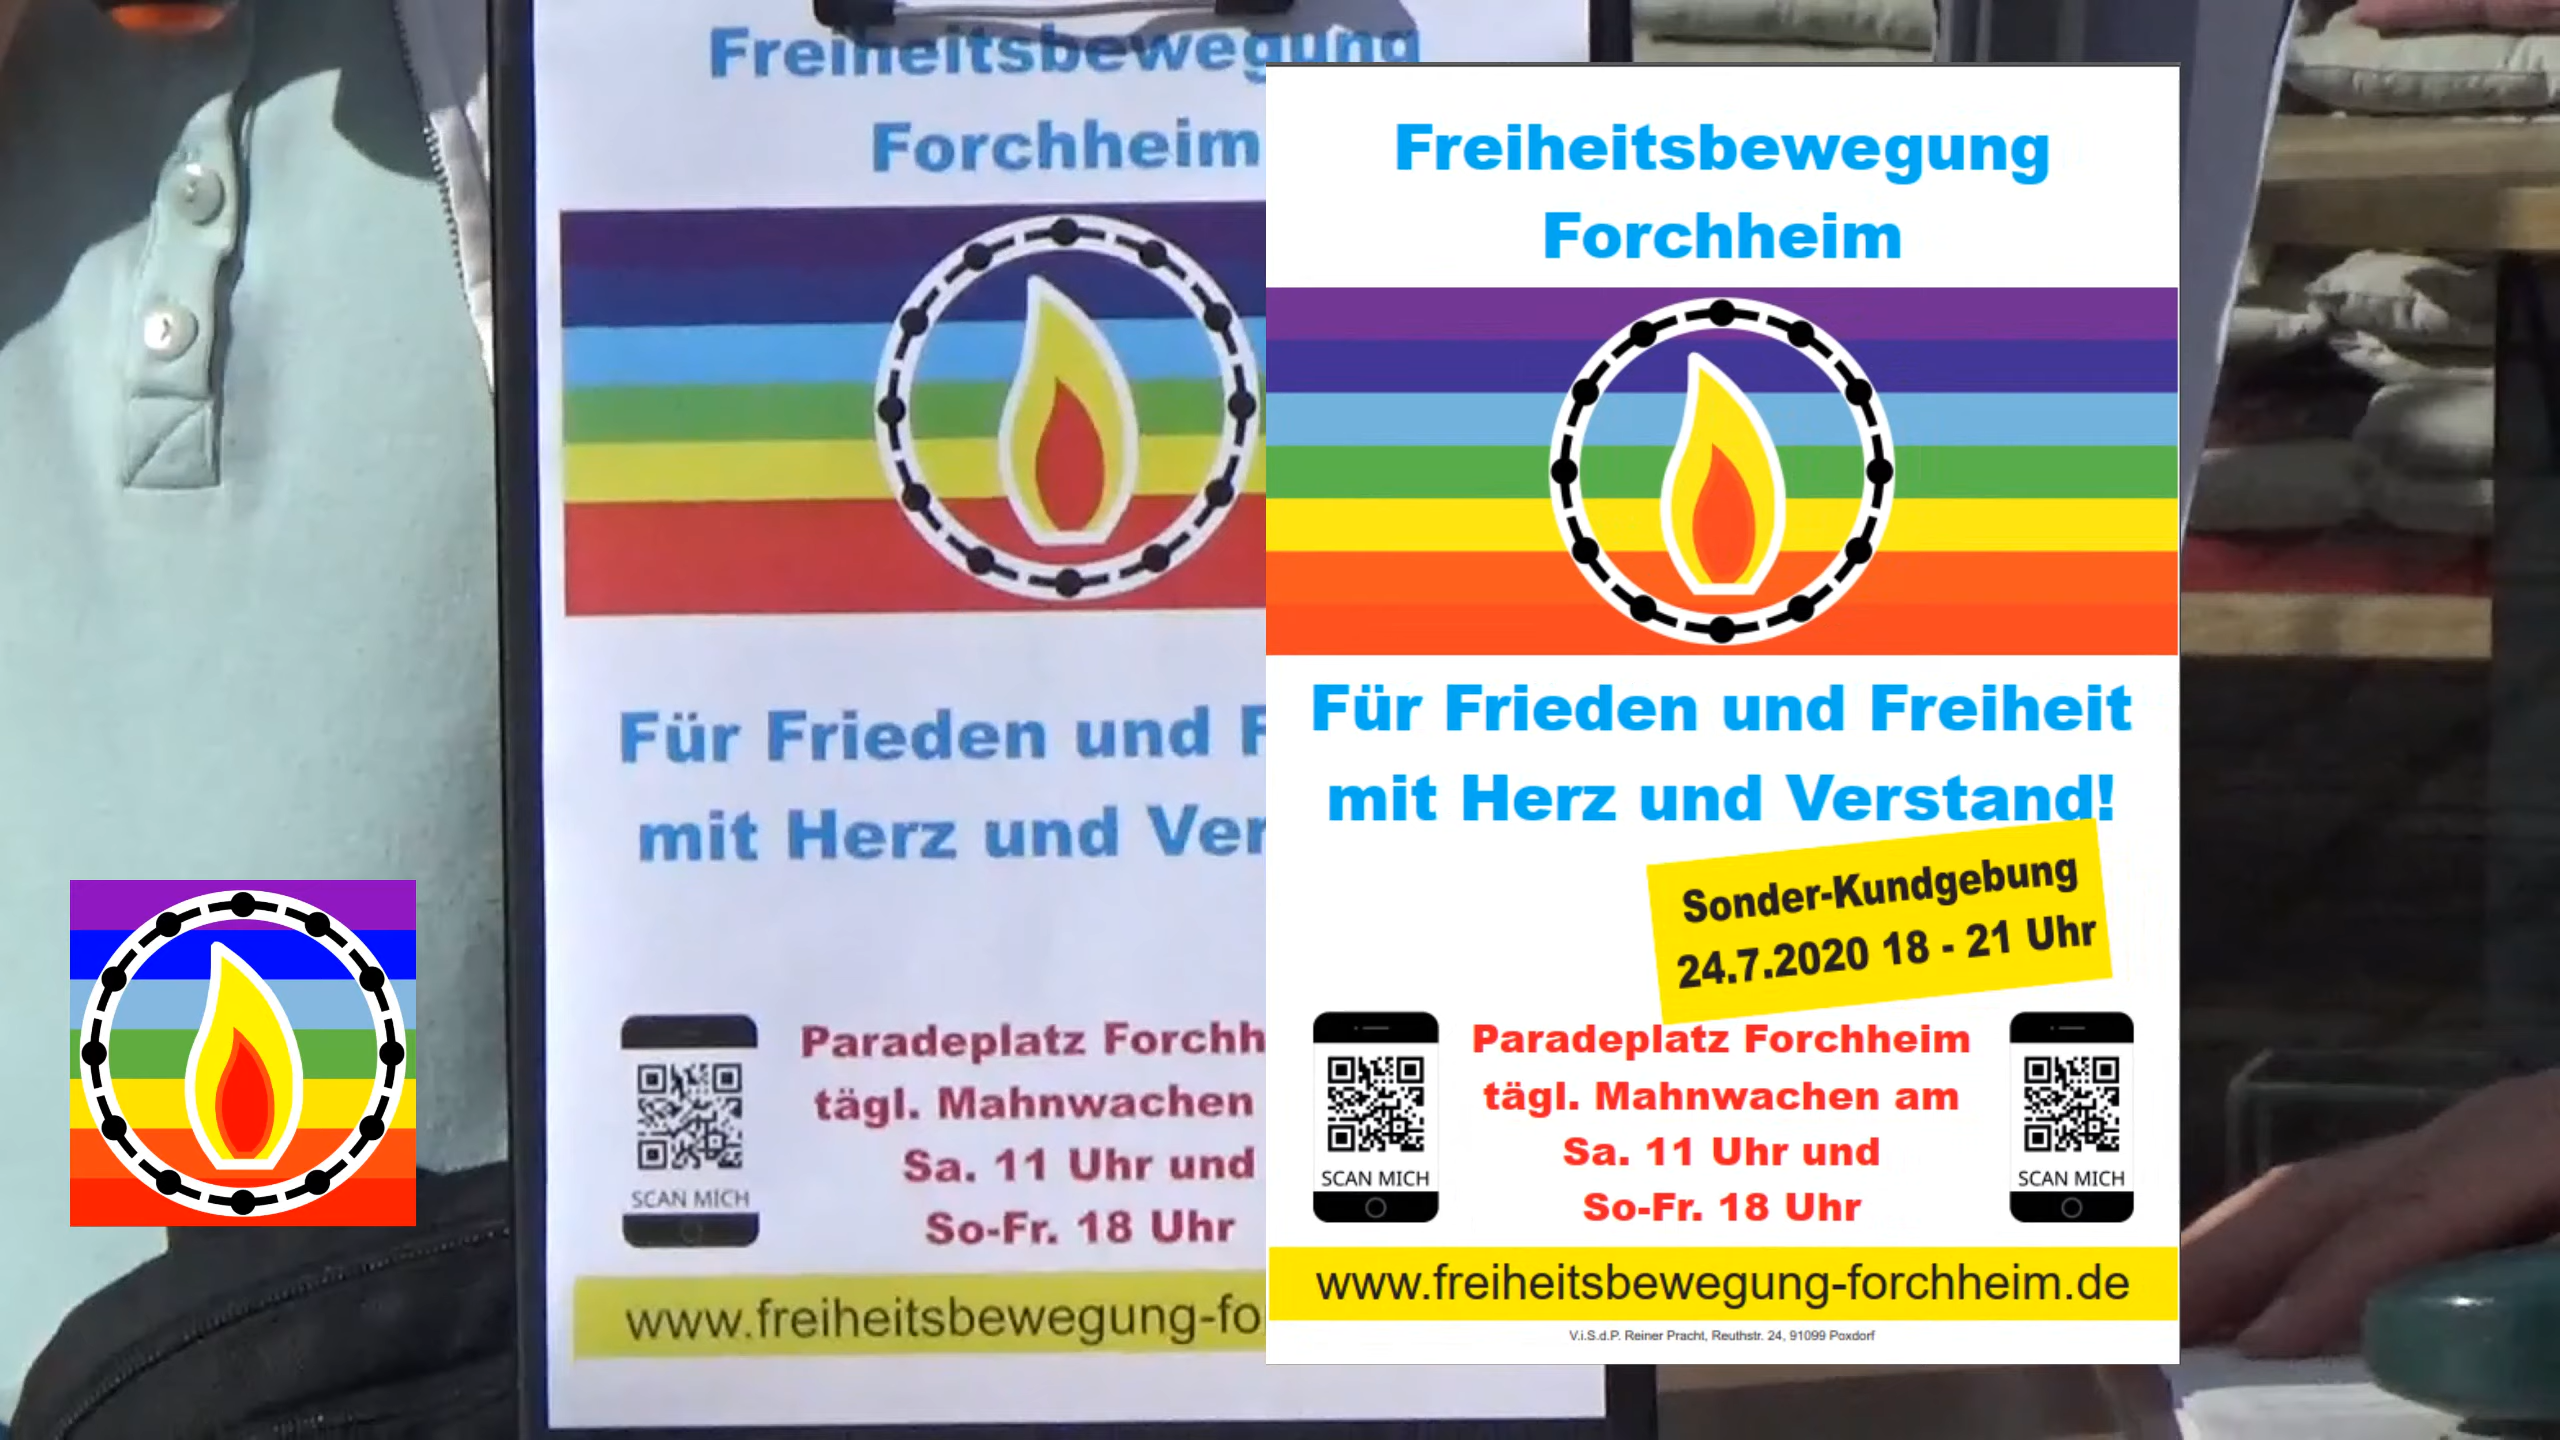 Freiheitsbewegung
Forchheim
Für Frieden und F
mit Herz und Ver
SCAN MICH
Paradeplatz Forchh
tägl. Mahnwachen
Sa. 11 Uhr und
So-Fr. 18 Uhr
www.freiheitsbewegung-fo
Freiheitsbewegung
Forchheim
Für Frieden und Freiheit
mit Herz und Verstand!
Sonder-Kundgebung
24.7.2020 18 - 21 Uhr
SCAN MICH
Paradeplatz Forchheim
tägl. Mahnwachen am
Sa. 11 Uhr und
So-Fr. 18 Uhr
SCAN MICH
www.freiheitsbewegung-forchheim.de
V.i.S.d.P. Reiner Pracht, Reuthstr. 24, 91099 Poxdorf